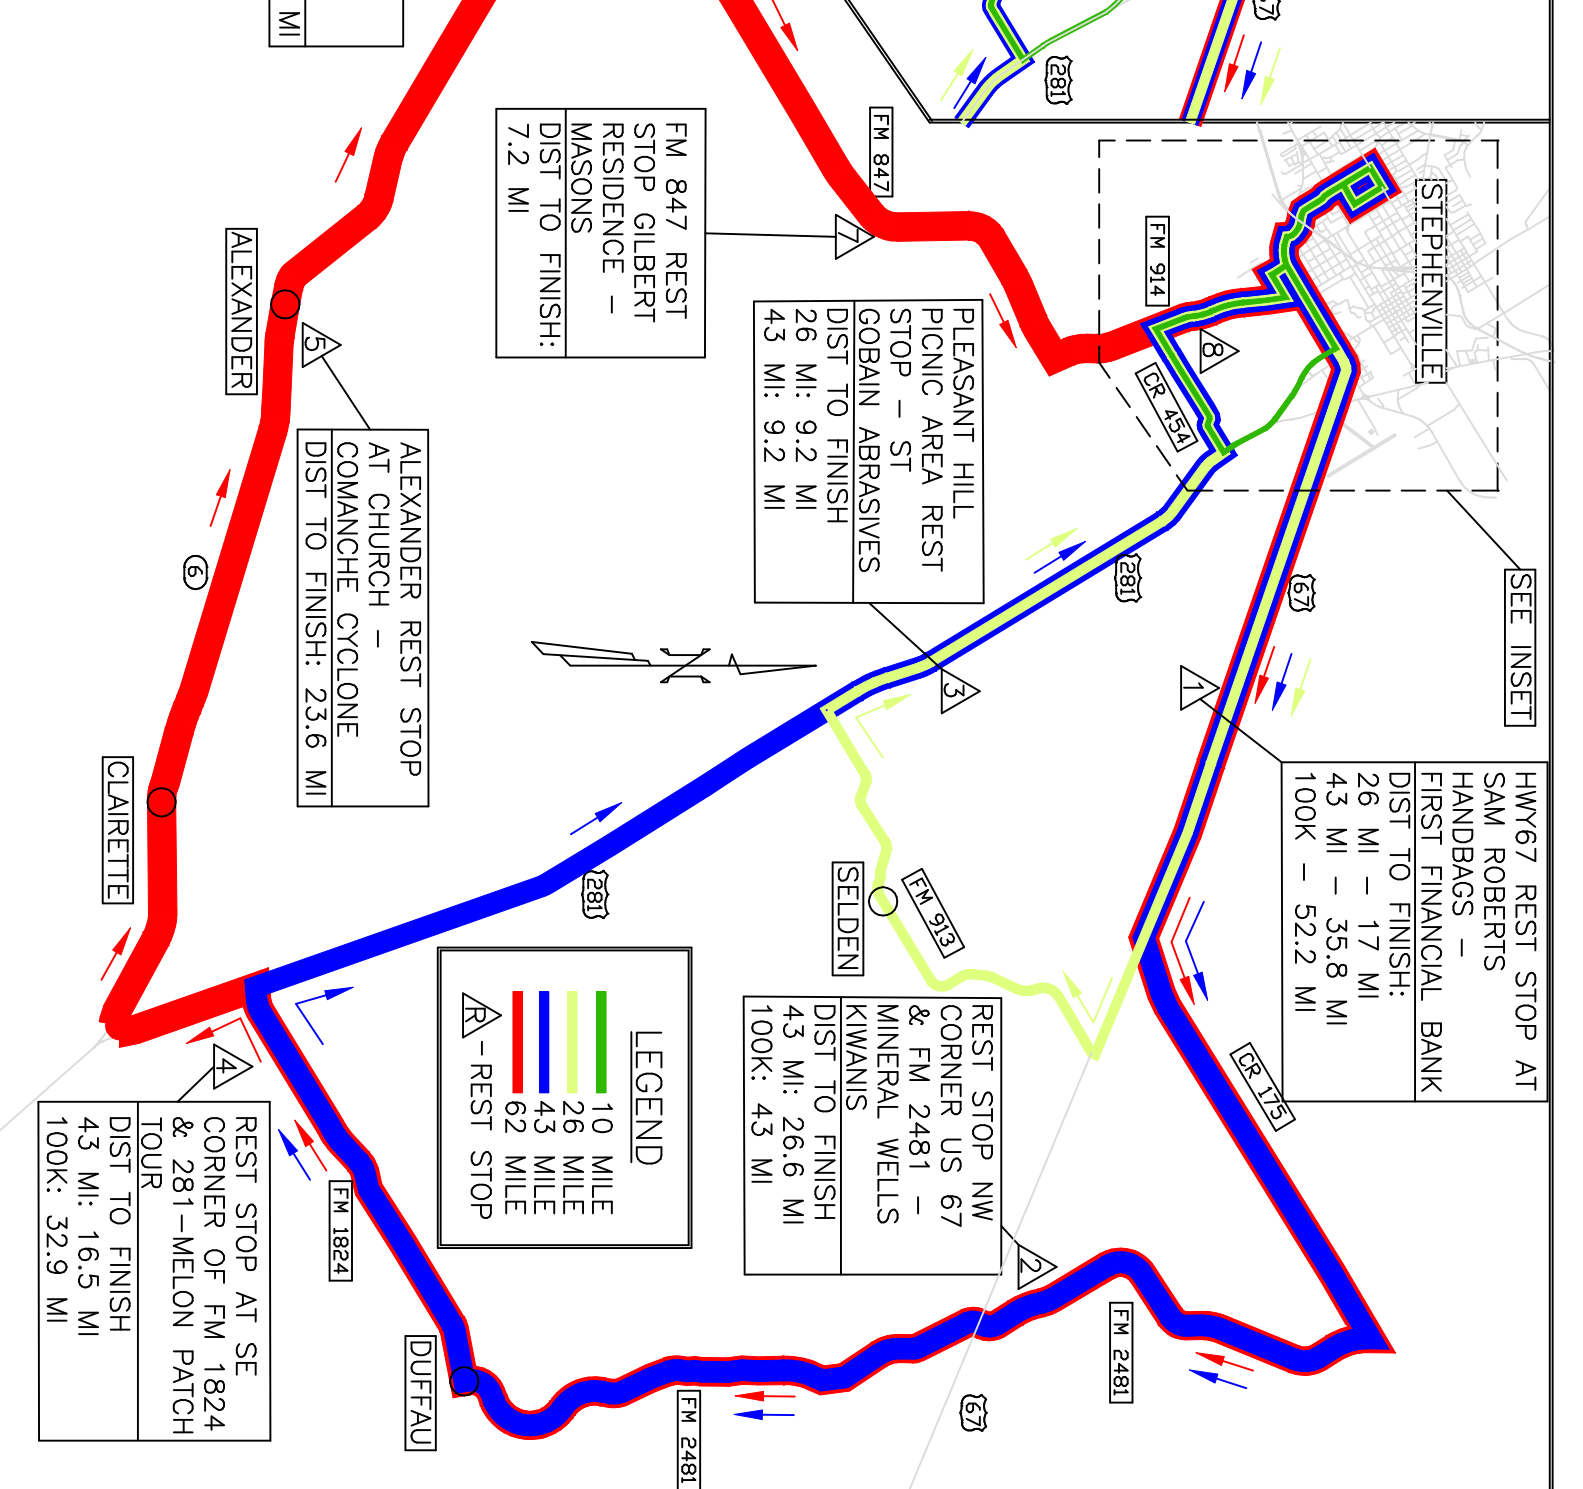 STEPHENVILLE
SEE INSET
HWY67 REST STOP AT
SAM ROBERTS
HANDBAGS -
FIRST FINANCIAL BANK
DIST TO FINISH:
26 MI - 17 MI
43 MI - 35.8 MI
100K - 52.2 MI
67
281
FM 914
8
CR 454
67
1
281
FM 847
7
FM 847 REST
STOP GILBERT
RESIDENCE -
MASONS
DIST TO FINISH:
7.2 MI
PLEASANT HILL
PICNIC AREA REST
STOP - ST
GOBAIN ABRASIVES
DIST TO FINISH
26 MI: 9.2 MI
43 MI: 9.2 MI
3
CR 175
FM 913
SELDEN
REST STOP NW
CORNER US 67
& FM 2481 -
MINERAL WELLS
KIWANIS
DIST TO FINISH
43 MI: 26.6 MI
100K: 43 MI
2
FM 2481
67
FM 2481
N
281
LEGEND
10 MILE
26 MILE
43 MILE
62 MILE
R -REST STOP
DUFFAU
FM 1824
MI
ALEXANDER
5
ALEXANDER REST STOP
AT CHURCH -
COMANCHE CYCLONE
DIST TO FINISH: 23.6 MI
6
CLAIRETTE
4
REST STOP AT SE
CORNER OF FM 1824
& 281-MELON PATCH
TOUR
DIST TO FINISH
43 MI: 16.5 MI
100K: 32.9 MI